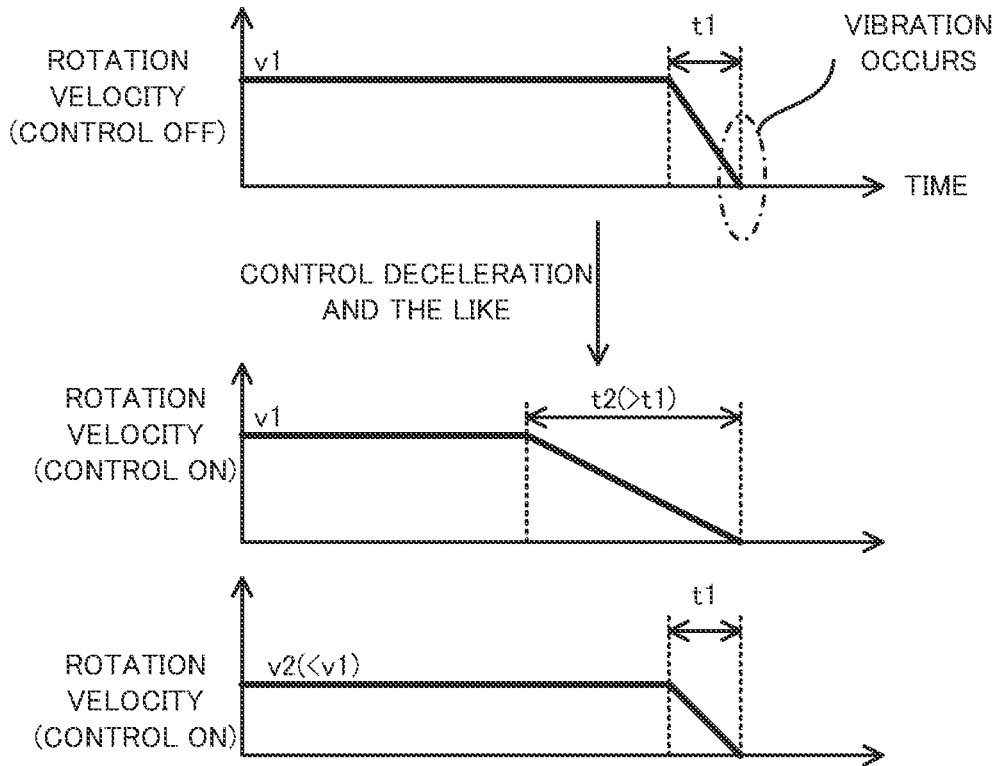 ROTATION
VELOCITY
(CONTROL OFF)
v1
t1
VIBRATION
OCCURS
TIME
CONTROL DECELERATION
AND THE LIKE
ROTATION
VELOCITY
(CONTROL ON)
v1
t2(>t1)
ROTATION
VELOCITY
(CONTROL ON)
v2(<v1)
t1